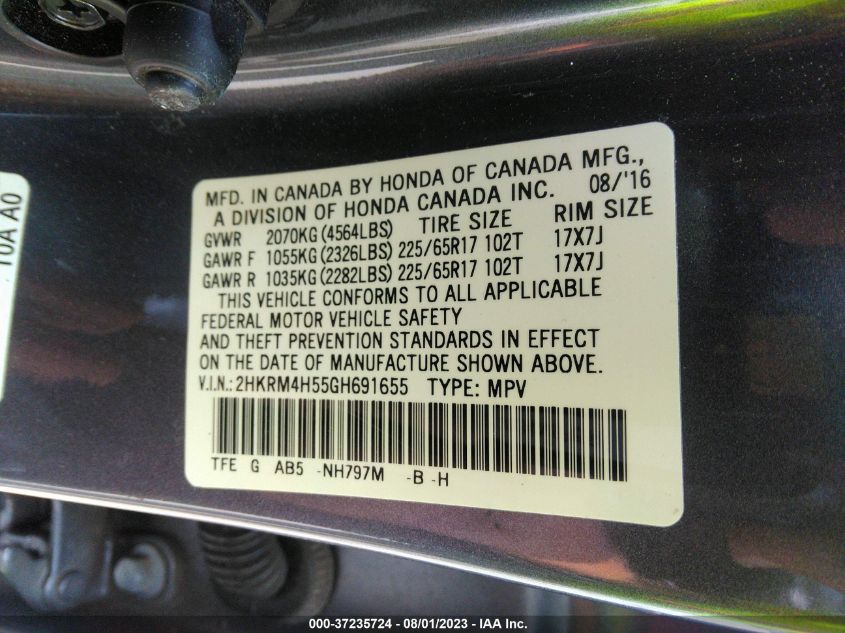 MFD. IN CANADA BY HONDA OF CANADA MFG.,
A DIVISION OF HONDA CANADA INC. 08/'16
GVWR 2070KG (4564LBS) TIRE SIZE RIM SIZE
GAWR F 1055KG (2326LBS) 225/65R17 102T 17X7J
GAWR R 1035KG (2282LBS) 225/65R17 102T 17X7J
THIS VEHICLE CONFORMS TO ALL APPLICABLE
FEDERAL MOTOR VEHICLE SAFETY
AND THEFT PREVENTION STANDARDS IN EFFECT
ON THE DATE OF MANUFACTURE SHOWN ABOVE.
V.I.N.: 2HKRM4H55GH691655 TYPE: MPV
TFE G AB5 -NH797M -B -H
A0
000-37235724 - 08/01/2023 - IAA Inc.